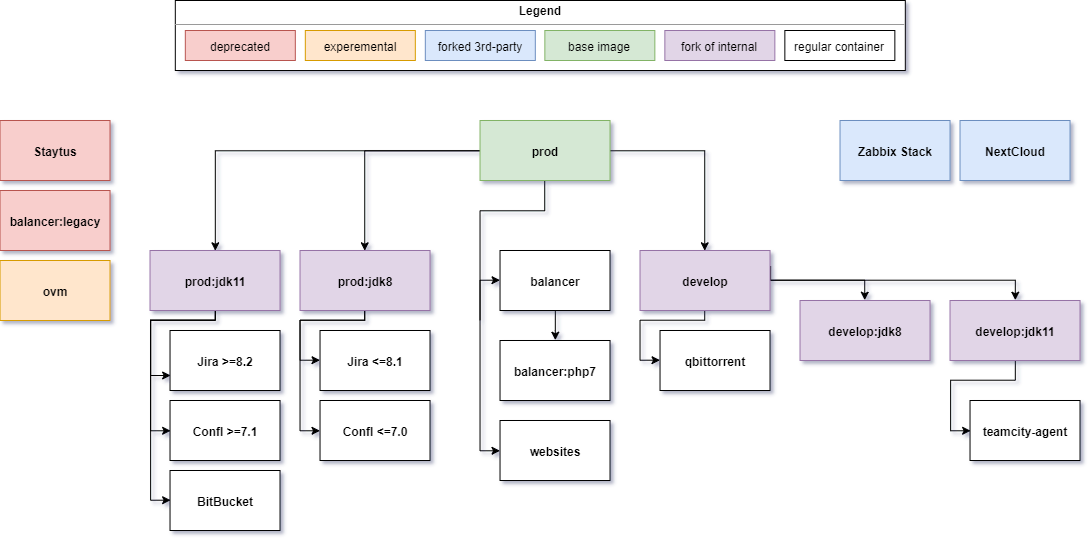 Legend
deprecated
experemental
forked 3rd-party
base image
fork of internal
regular container
Staytus
prod
Zabbix Stack
NextCloud
balancer:legacy
ovm
prod:jdk11
prod:jdk8
balancer
develop
develop:jdk8
develop:jdk11
Jira >=8.2
Jira <=8.1
balancer:php7
qbittorrent
Confl >=7.1
Confl <=7.0
websites
teamcity-agent
BitBucket